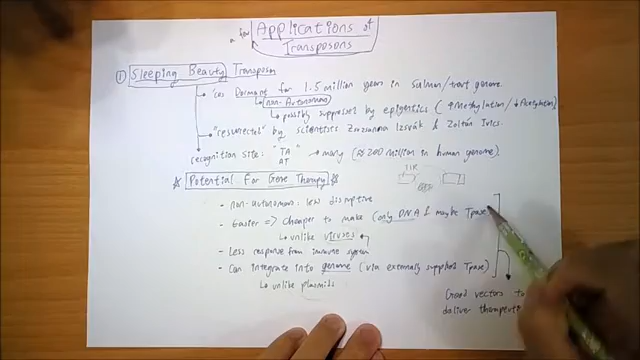 a few Applications of
Transposons
① Sleeping Beauty Transposon
'cos Dormant for 1.5 million years in Salmon/trout genome
non-Autonomous
possibly suppressed by epigenetics (↑Methylation/↓Acetylation)
"resurrected" by scientists Zsuzsanna Izsvák & Zoltán Ivics.
recognition site: "TA → many (≈200 million in human genome).
AT"
☆ Potential for Gene Therapy ☆
- non-autonomous: low disruptive
- Easier => Cheaper to make (only DNA & maybe Tpase)
↳ unlike viruses
- Less response from immune system
- Can integrate into genome (via externally supplied Tpase)
↳ unlike plasmids
Good vectors to
deliver